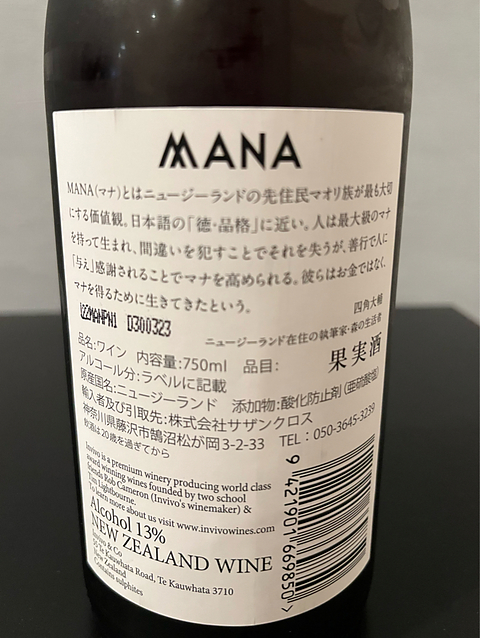 MANA
MANA(マナ)とはニュージーランドの先住民マオリ族が最も大切
にする価値観。日本語の「徳・品格」に近い。人は最大級のマナ
を持って生まれ、間違いを犯すことでそれを失うが、善行で人に
「与え」感謝されることでマナを高められる。彼らはお金ではなく、
マナを得るために生きてきたという。
四角大輔
ニュージーランド在住の執筆家・森の生活者
L22MANPN1 0300323
品名:ワイン 内容量:750ml 品目: 果実酒
アルコール分:ラベルに記載
原産国名:ニュージーランド 添加物:酸化防止剤(亜硫酸塩)
輸入者及び引取先:株式会社サザンクロス
神奈川県藤沢市鵠沼松が岡3-2-33 TEL:050-3645-3239
飲酒は20歳を過ぎてから
Invivo is a premium winery producing world class
award winning wines founded by two school
friends Rob Cameron (Invivo's winemaker) &
Tim Lightbourne.
To learn more about us visit www.invivowines.com
Alcohol 13%
NEW ZEALAND WINE
Invivo & Co
Te Kauwhata Road, Te Kauwhata 3710
New Zealand
Contains sulphites
9 421901 669850 >